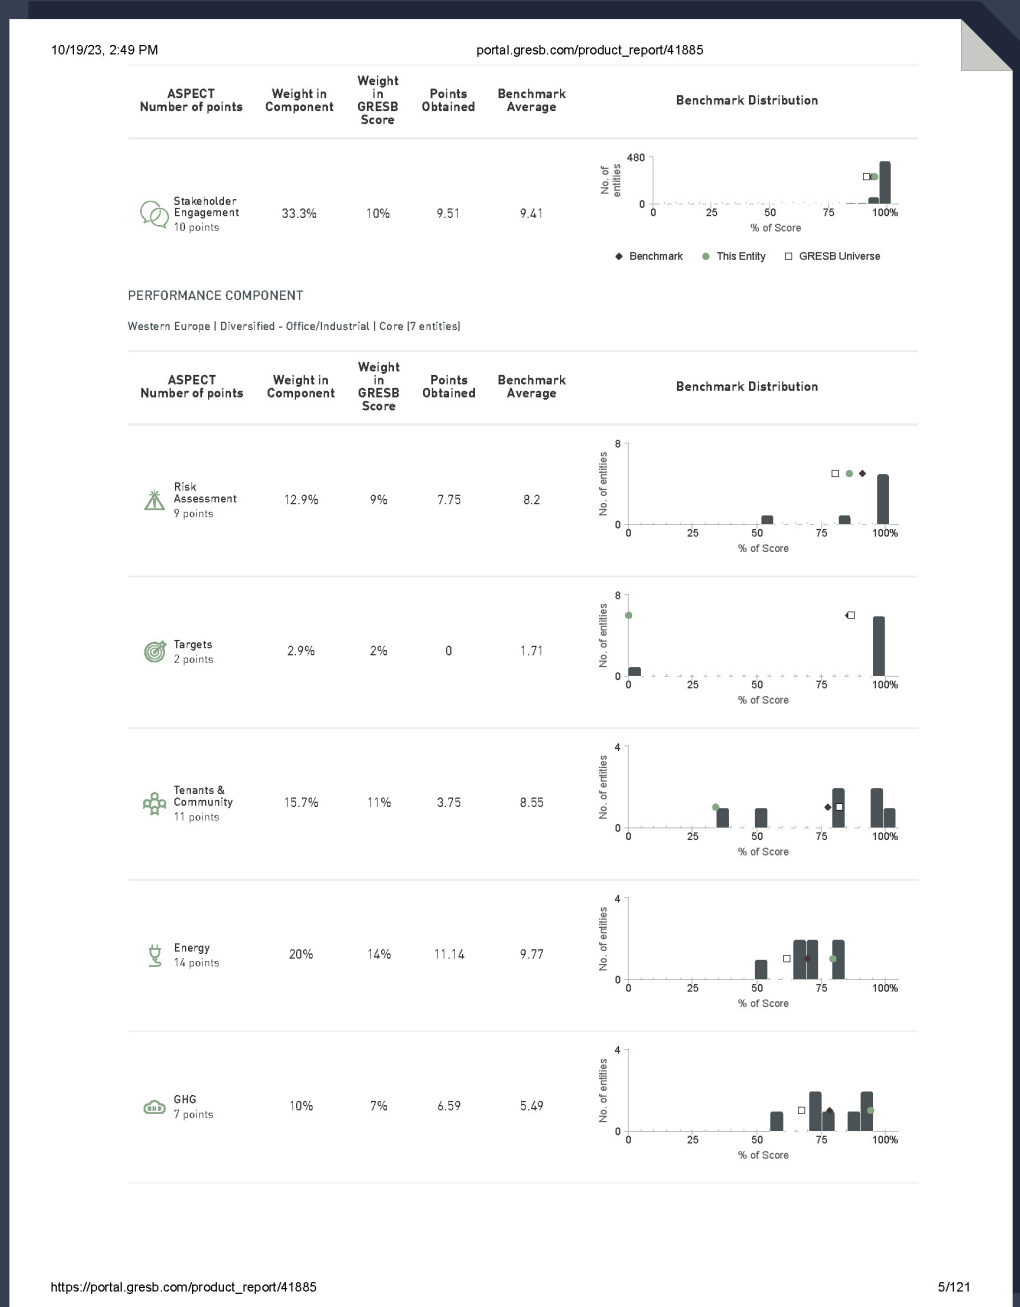 10/19/23, 2:49 PM
portal.gresb.com/product_report/41885
ASPECT
Number of points
Weight in
Component
Weight
in
GRESB
Score
Points
Obtained
Benchmark
Average
Benchmark Distribution
Stakeholder
Engagement
10 points
33.3%
10%
9.51
9.41
No. of
entities
480
0
0 25 50 75 100%
% of Score
Benchmark
This Entity
GRESB Universe
PERFORMANCE COMPONENT
Western Europe | Diversified - Office/Industrial | Core (7 entities)
ASPECT
Number of points
Weight in
Component
Weight
in
GRESB
Score
Points
Obtained
Benchmark
Average
Benchmark Distribution
Risk
Assessment
9 points
12.9%
9%
7.75
8.2
No. of entities
8
0
0 25 50 75 100%
% of Score
Targets
2 points
2.9%
2%
0
1.71
No. of entities
8
0
0 25 50 75 100%
% of Score
Tenants &
Community
11 points
15.7%
11%
3.75
8.55
No. of entities
4
0
0 25 50 75 100%
% of Score
Energy
14 points
20%
14%
11.14
9.77
No. of entities
4
0
0 25 50 75 100%
% of Score
GHG
7 points
10%
7%
6.59
5.49
No. of entities
4
0
0 25 50 75 100%
% of Score
https://portal.gresb.com/product_report/41885
5/121